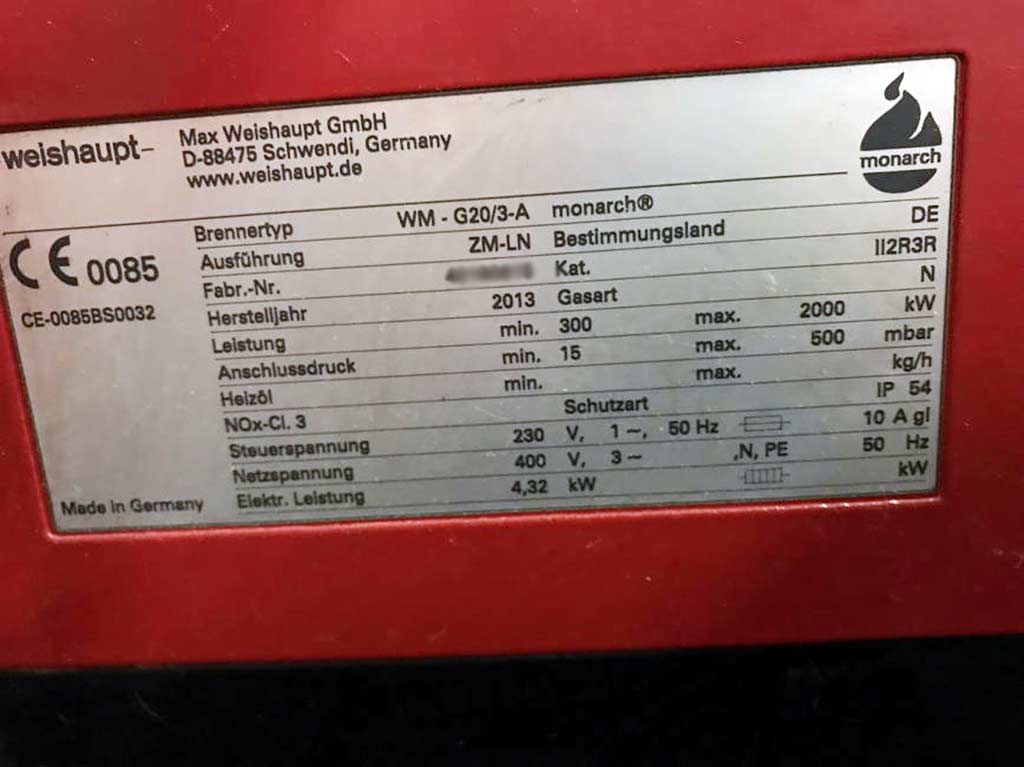 weishaupt–
Max Weishaupt GmbH
D-88475 Schwendi, Germany
www.weishaupt.de
monarch
CE 0085
CE-0085BS0032
Brennertyp WM - G20/3-A monarch®
Ausführung ZM-LN Bestimmungsland DE
Fabr.-Nr. Kat. II2R3R
Herstelljahr 2013 Gasart N
Leistung min. 300 max. 2000 kW
Anschlussdruck min. 15 max. 500 mbar
Heizöl min. max. kg/h
NOx-Cl. 3 Schutzart IP 54
Steuerspannung 230 V, 1 ~, 50 Hz 10 A gl
Netzspannung 400 V, 3 ~ ,N, PE 50 Hz
Elektr. Leistung 4,32 kW kW
Made in Germany